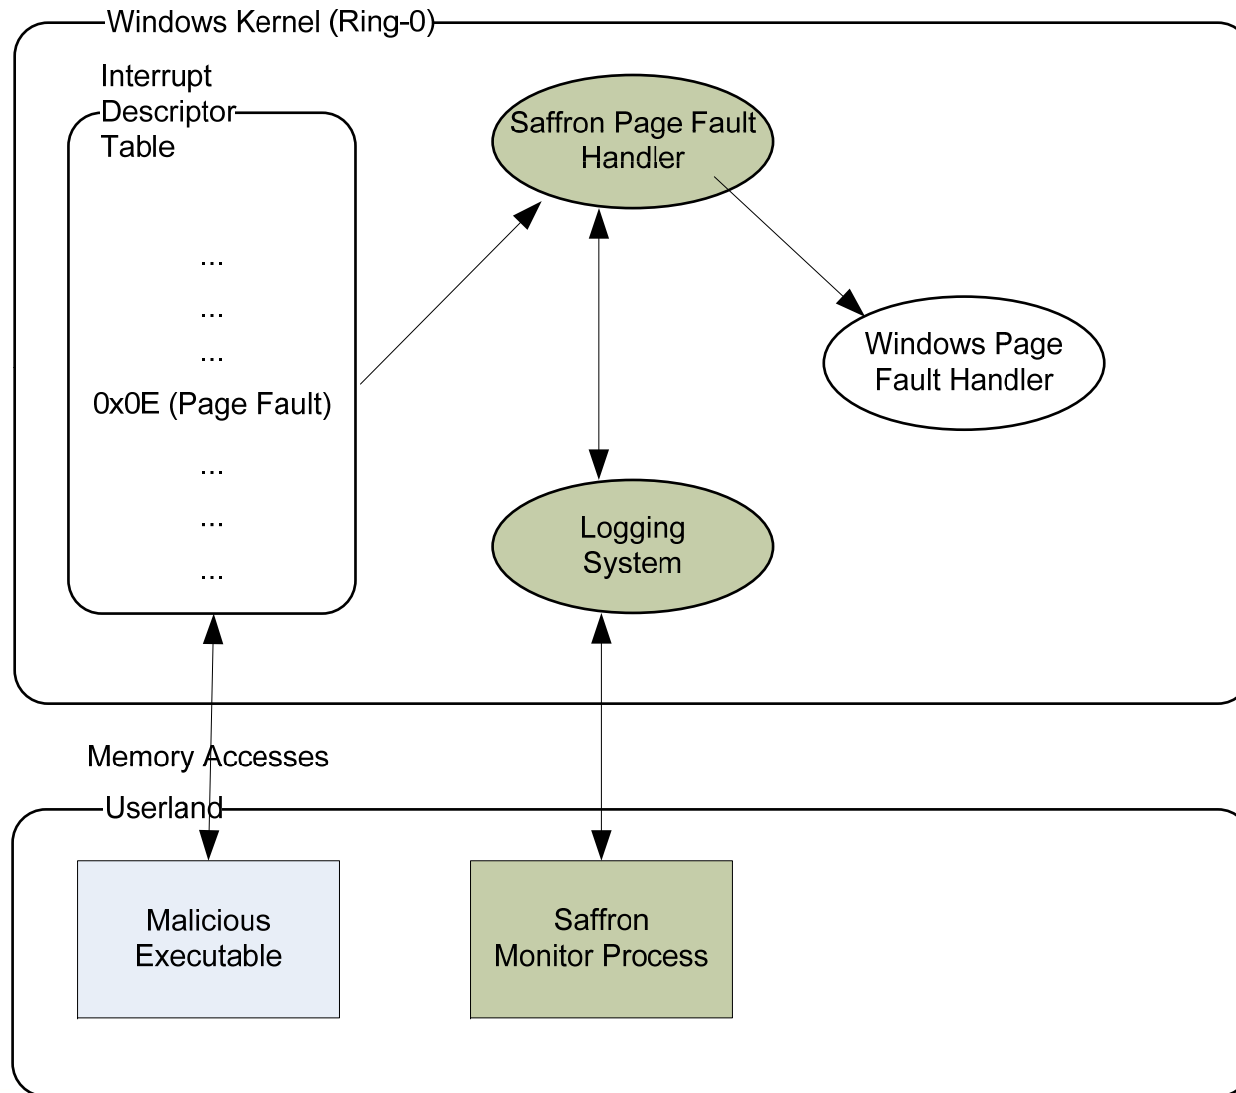 Windows Kernel (Ring-0)
Interrupt
Descriptor
Table
...
...
...
0x0E (Page Fault)
...
...
...
Saffron Page Fault
Handler
Windows Page
Fault Handler
Logging
System
Memory Accesses
Userland
Malicious
Executable
Saffron
Monitor Process